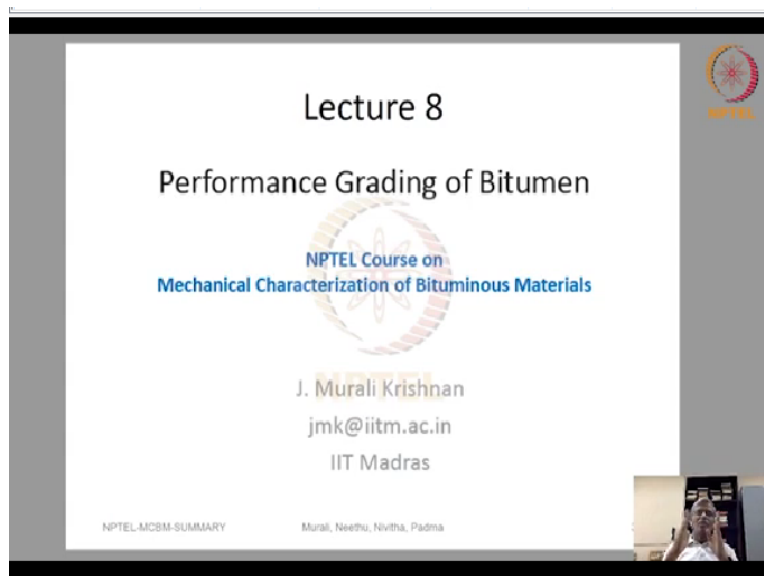 Lecture 8
Performance Grading of Bitumen
NPTEL Course on
Mechanical Characterization of Bituminous Materials
NPTEL
J. Murali Krishnan
jmk@iitm.ac.in
IIT Madras
NPTEL-MCBM-SUMMARY
Murali, Neethu, Nivitha, Padma
NPTEL